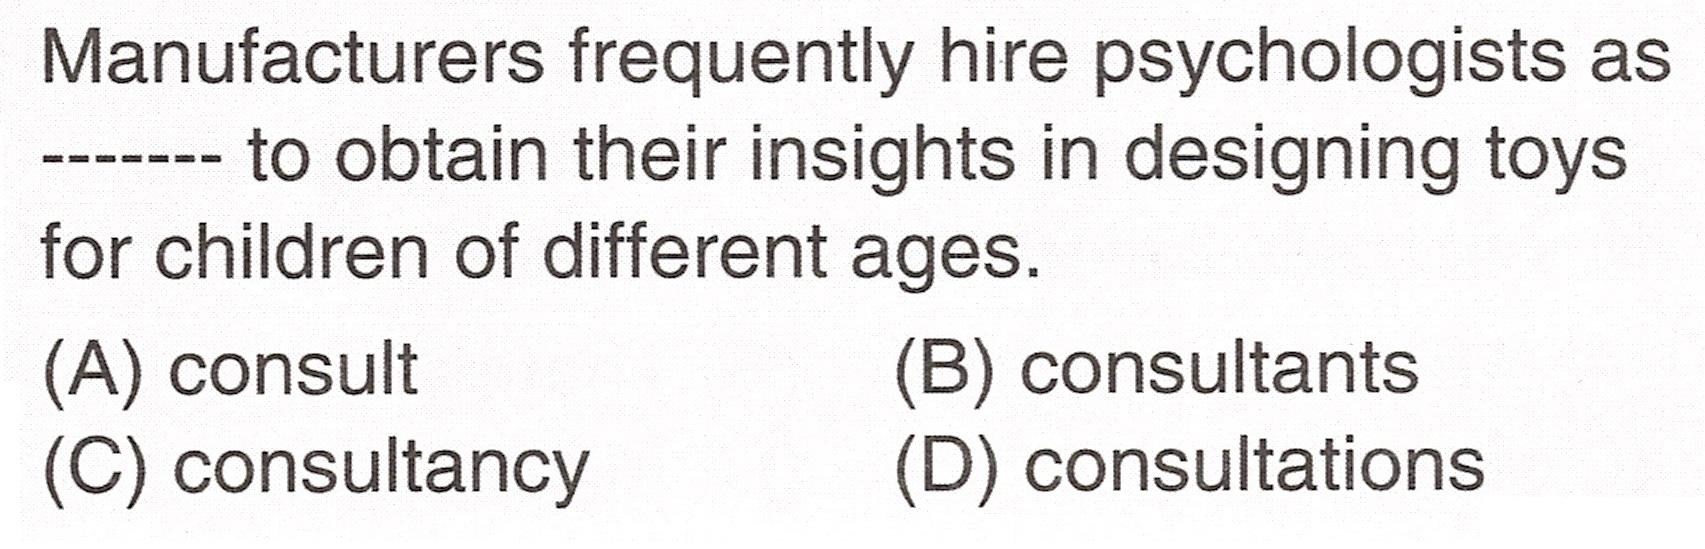 Manufacturers frequently hire psychologists as
------- to obtain their insights in designing toys
for children of different ages.
(A) consult (B) consultants
(C) consultancy (D) consultations